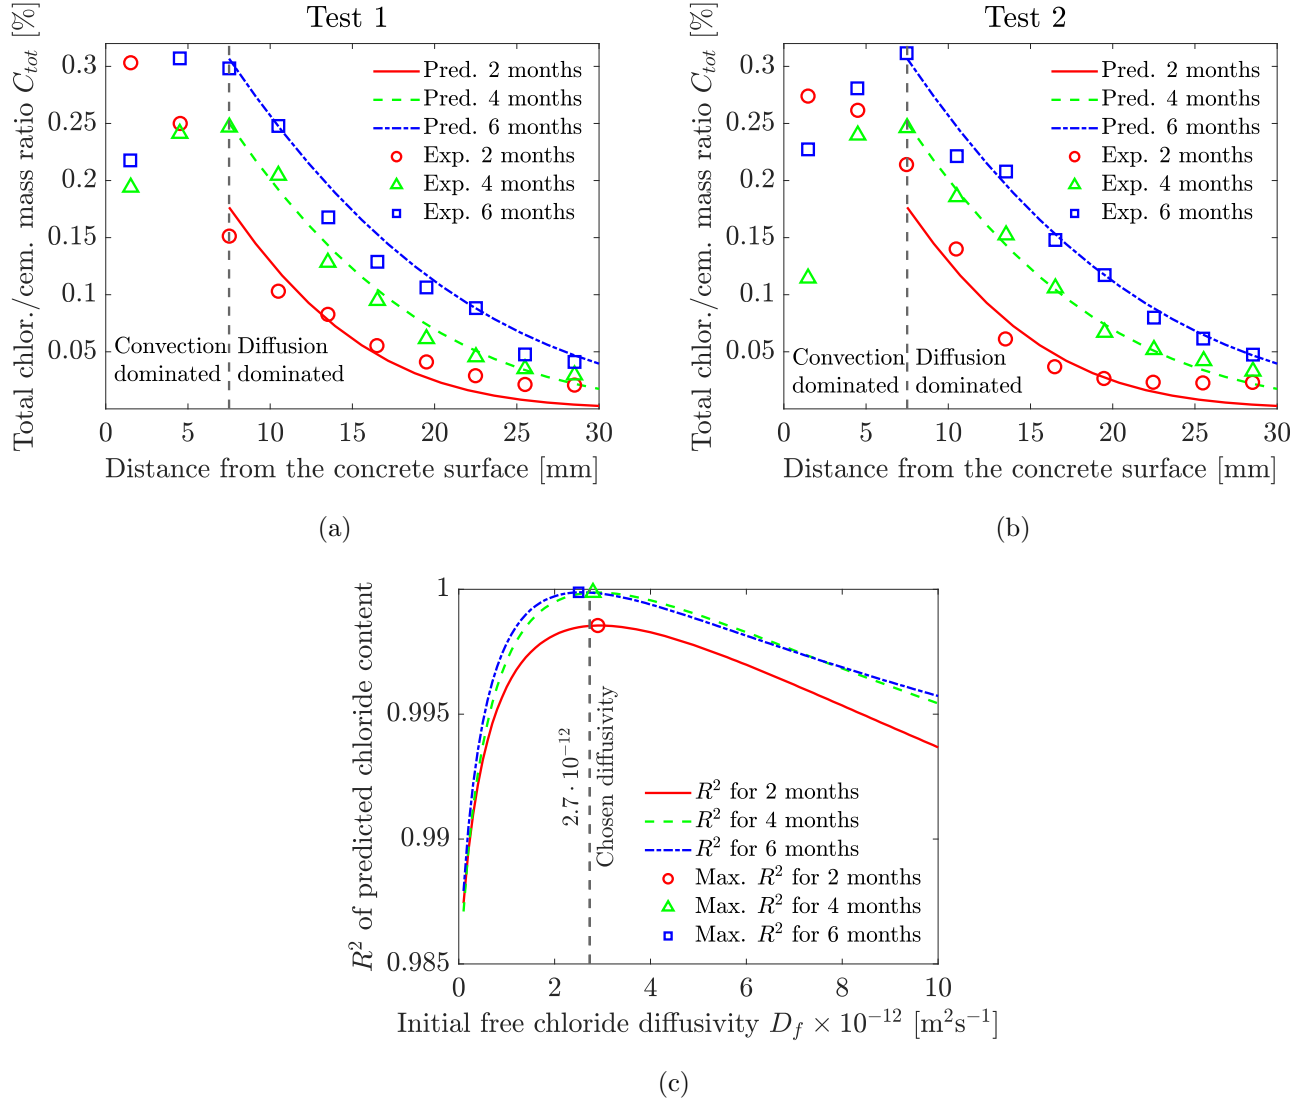 Test 1
Total chlor./cem. mass ratio C_tot [%]
0.3
0.25
0.2
0.15
0.1
0.05
Pred. 2 months
Pred. 4 months
Pred. 6 months
Exp. 2 months
Exp. 4 months
Exp. 6 months
Convection
dominated
Diffusion
dominated
0 5 10 15 20 25 30
Distance from the concrete surface [mm]
(a)
Test 2
Total chlor./cem. mass ratio C_tot [%]
0.3
0.25
0.2
0.15
0.1
0.05
Pred. 2 months
Pred. 4 months
Pred. 6 months
Exp. 2 months
Exp. 4 months
Exp. 6 months
Convection
dominated
Diffusion
dominated
0 5 10 15 20 25 30
Distance from the concrete surface [mm]
(b)
R² of predicted chloride content
1
0.995
0.99
0.985
2.7 · 10⁻¹²
Chosen diffusivity
R² for 2 months
R² for 4 months
R² for 6 months
Max. R² for 2 months
Max. R² for 4 months
Max. R² for 6 months
0 2 4 6 8 10
Initial free chloride diffusivity D_f × 10⁻¹² [m²s⁻¹]
(c)